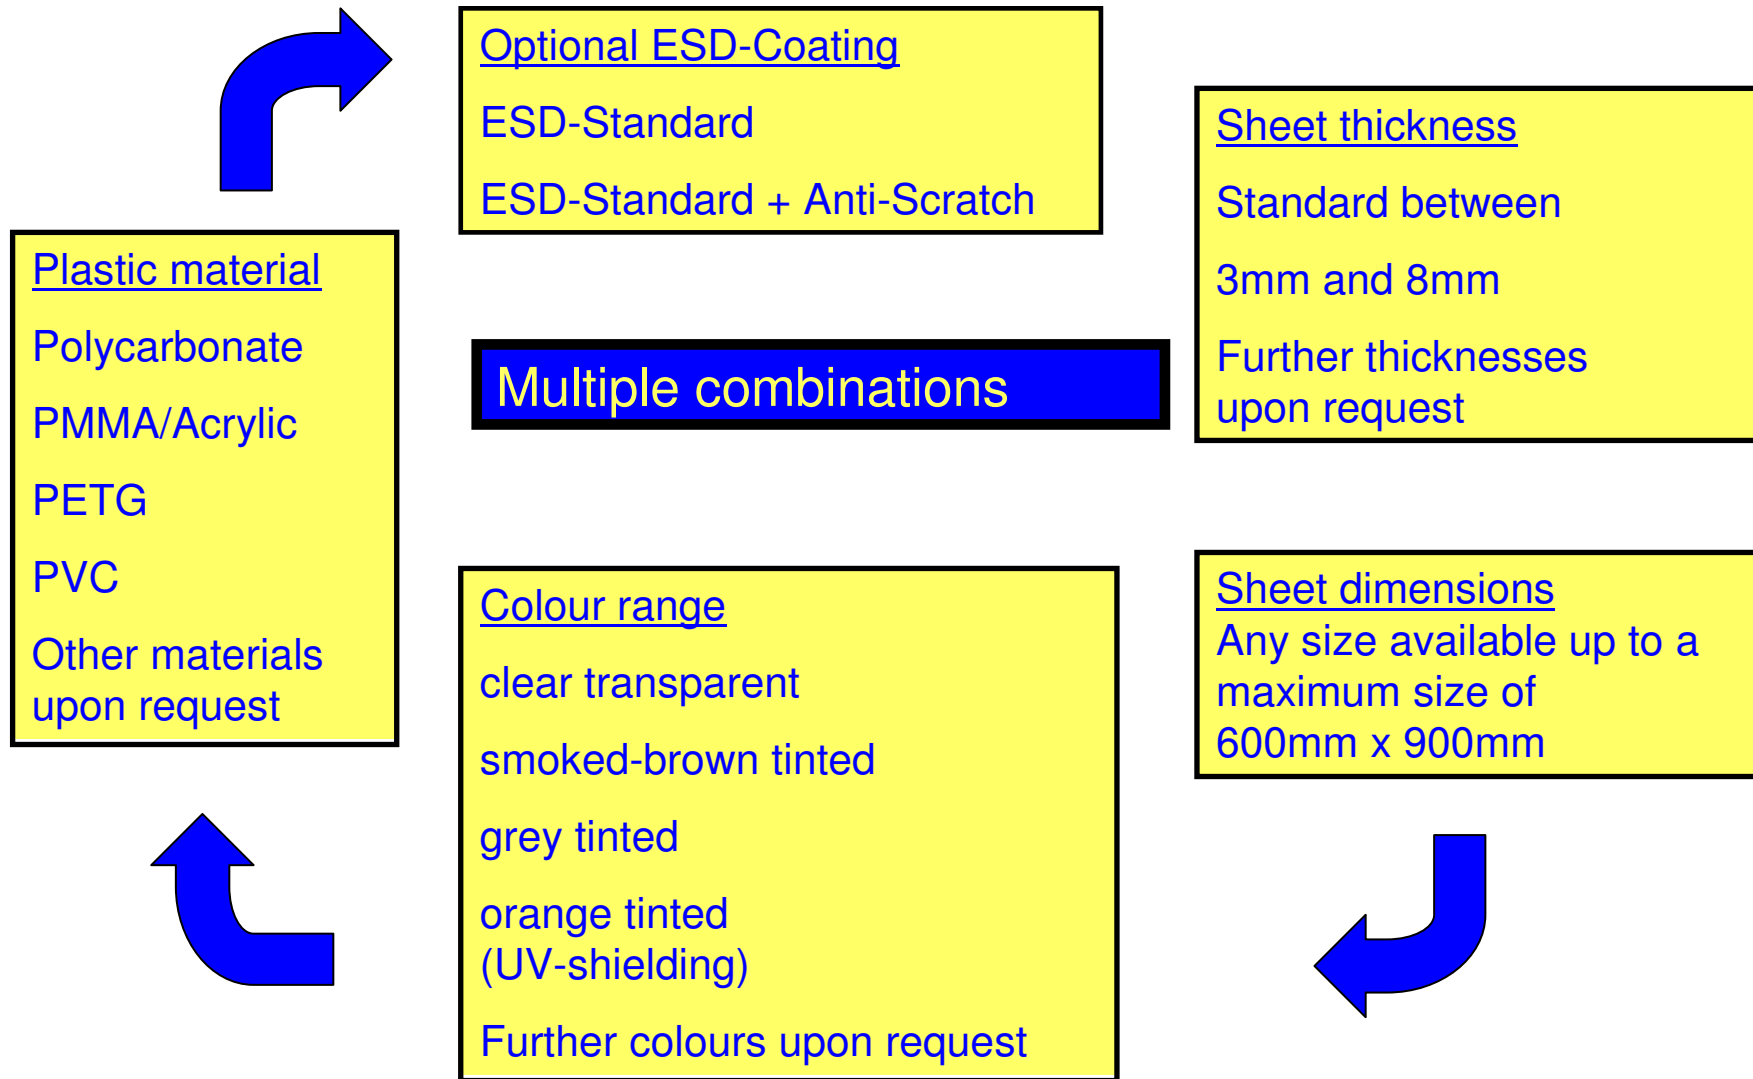 Optional ESD-Coating
ESD-Standard
ESD-Standard + Anti-Scratch
Sheet thickness
Standard between
3mm and 8mm
Further thicknesses
upon request
Plastic material
Polycarbonate
PMMA/Acrylic
PETG
PVC
Other materials
upon request
Multiple combinations
Colour range
clear transparent
smoked-brown tinted
grey tinted
orange tinted
(UV-shielding)
Further colours upon request
Sheet dimensions
Any size available up to a
maximum size of
600mm x 900mm